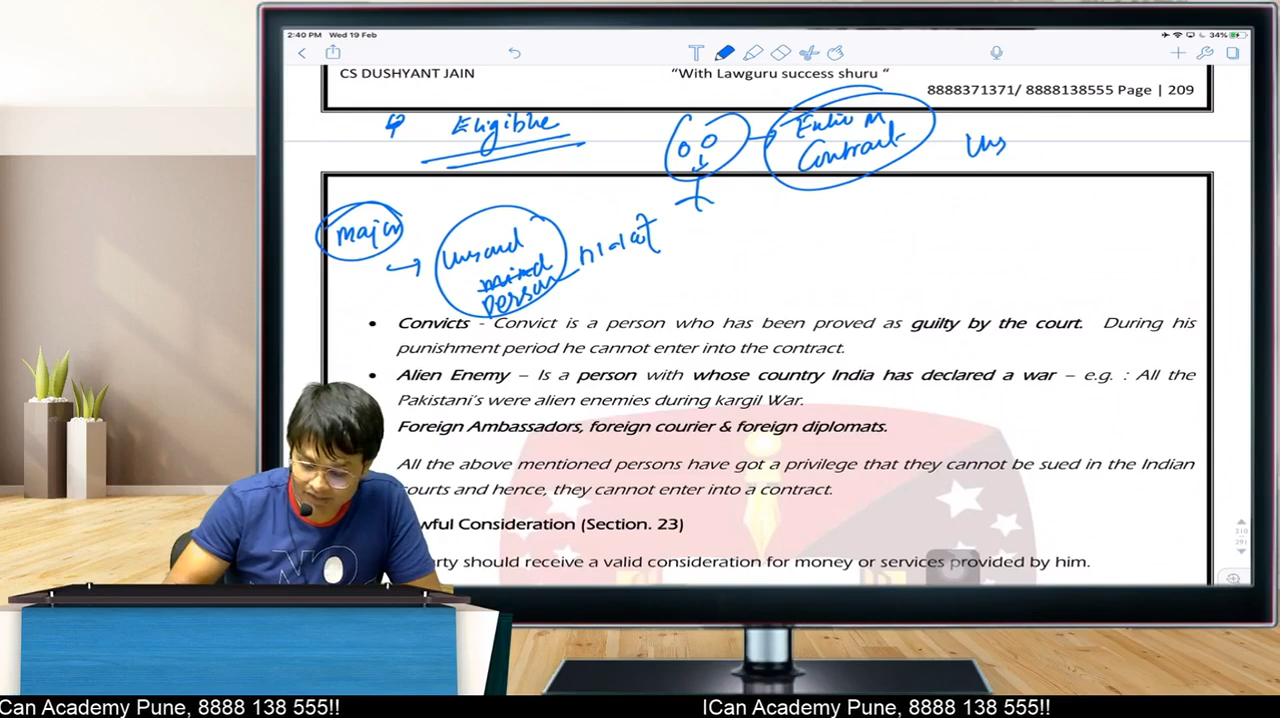 2:40 PM Wed 19 Feb
34%
T
CS DUSHYANT JAIN "With Lawguru success shuru "
8888371371/ 8888138555 Page | 209
Eligible
Contract
major
mind
person
• Convicts - Convict is a person who has been proved as guilty by the court. During his
punishment period he cannot enter into the contract.
• Alien Enemy – Is a person with whose country India has declared a war – e.g. : All the
Pakistani's were alien enemies during kargil War.
Foreign Ambassadors, foreign courier & foreign diplomats.
All the above mentioned persons have got a privilege that they cannot be sued in the Indian
courts and hence, they cannot enter into a contract.
wful Consideration (Section. 23)
rty should receive a valid consideration for money or services provided by him.
210
291
NO
Can Academy Pune, 8888 138 555!! ICan Academy Pune, 8888 138 555!!